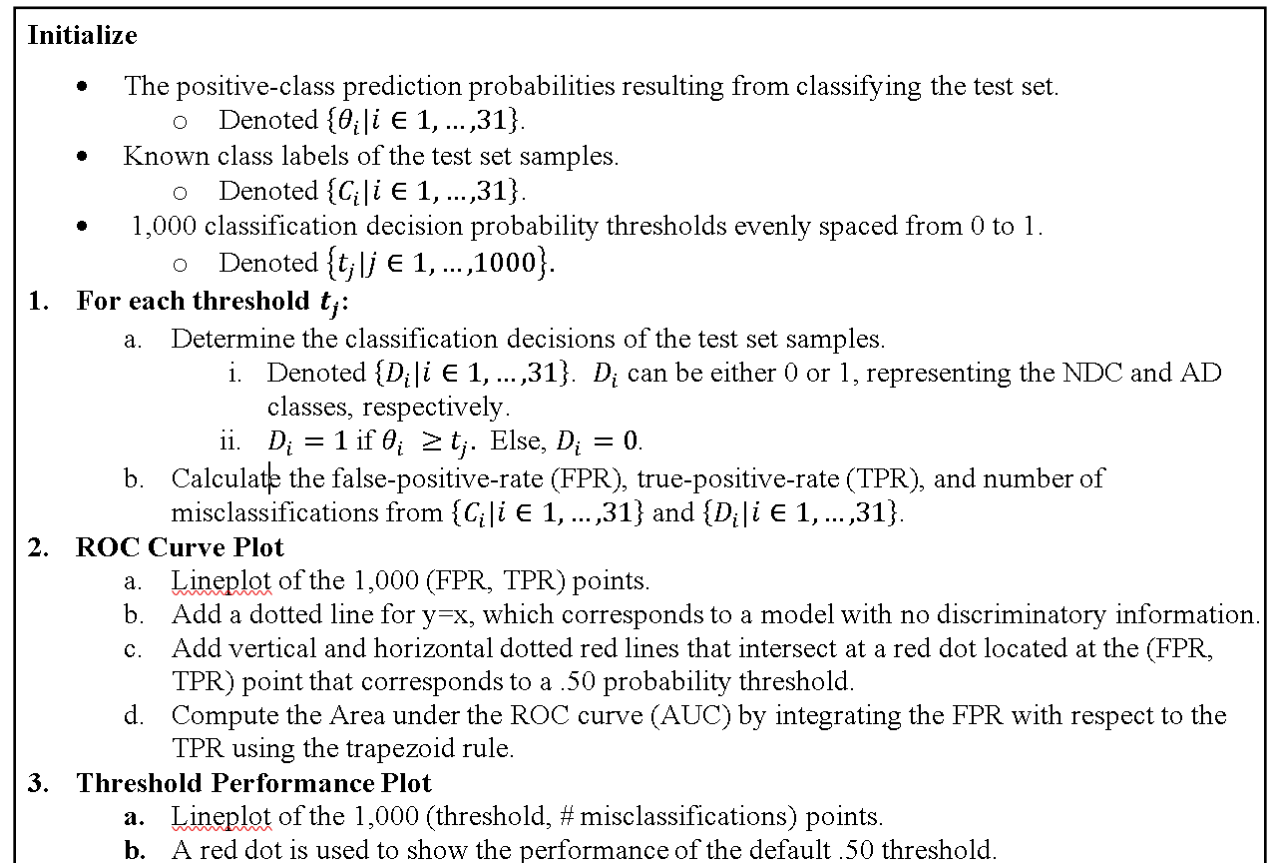 Initialize
• The positive-class prediction probabilities resulting from classifying the test set.
○ Denoted {θᵢ|i ∈ 1, …,31}.
• Known class labels of the test set samples.
○ Denoted {Cᵢ|i ∈ 1, …,31}.
• 1,000 classification decision probability thresholds evenly spaced from 0 to 1.
○ Denoted {tⱼ|j ∈ 1, …,1000}.
1. For each threshold tⱼ:
a. Determine the classification decisions of the test set samples.
i. Denoted {Dᵢ|i ∈ 1, …,31}. Dᵢ can be either 0 or 1, representing the NDC and AD
classes, respectively.
ii. Dᵢ = 1 if θᵢ ≥ tⱼ. Else, Dᵢ = 0.
b. Calculate the false-positive-rate (FPR), true-positive-rate (TPR), and number of
misclassifications from {Cᵢ|i ∈ 1, …,31} and {Dᵢ|i ∈ 1, …,31}.
2. ROC Curve Plot
a. Lineplot of the 1,000 (FPR, TPR) points.
b. Add a dotted line for y=x, which corresponds to a model with no discriminatory information.
c. Add vertical and horizontal dotted red lines that intersect at a red dot located at the (FPR,
TPR) point that corresponds to a .50 probability threshold.
d. Compute the Area under the ROC curve (AUC) by integrating the FPR with respect to the
TPR using the trapezoid rule.
3. Threshold Performance Plot
a. Lineplot of the 1,000 (threshold, # misclassifications) points.
b. A red dot is used to show the performance of the default .50 threshold.